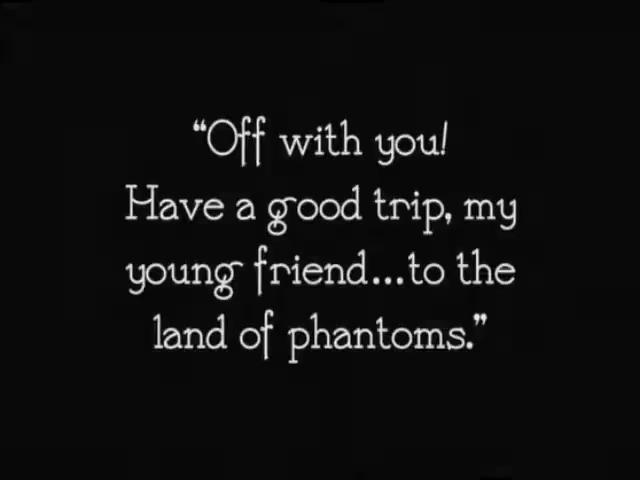 “Off with you!
Have a good trip, my
young friend...to the
land of phantoms.”